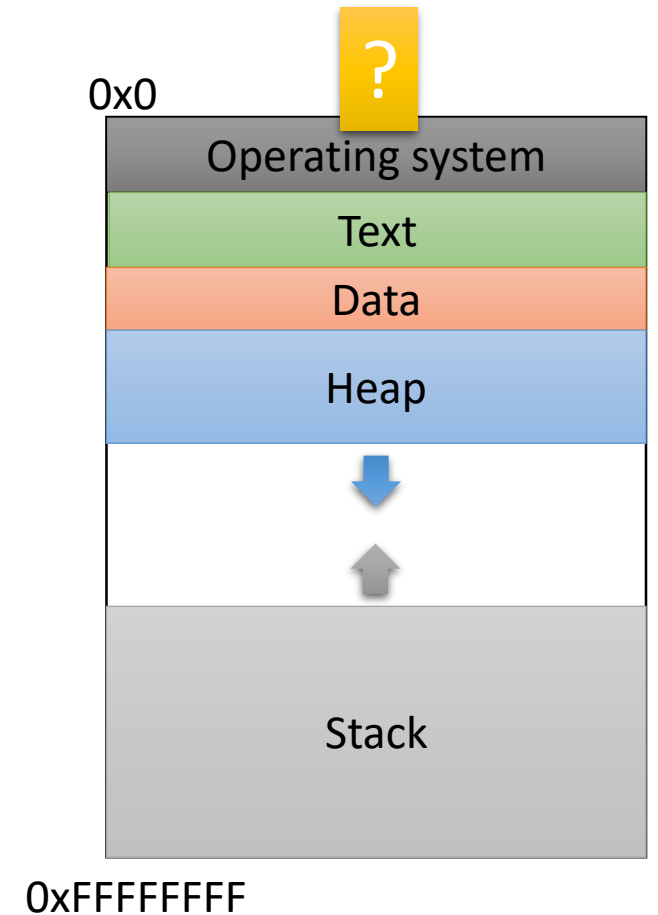 ?
0x0
Operating system
Text
Data
Heap
Stack
0xFFFFFFFF